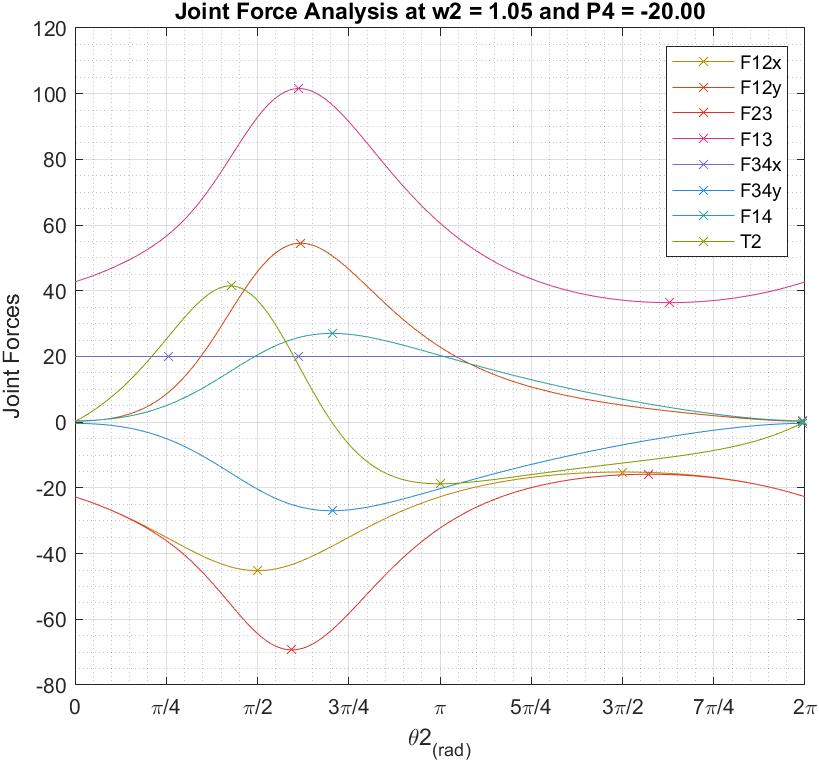 Joint Force Analysis at w2 = 1.05 and P4 = -20.00
120
100
80
60
40
20
0
-20
-40
-60
-80
Joint Forces
F12x
F12y
F23
F13
F34x
F34y
F14
T2
0 π/4 π/2 3π/4 π 5π/4 3π/2 7π/4 2π
θ2(rad)